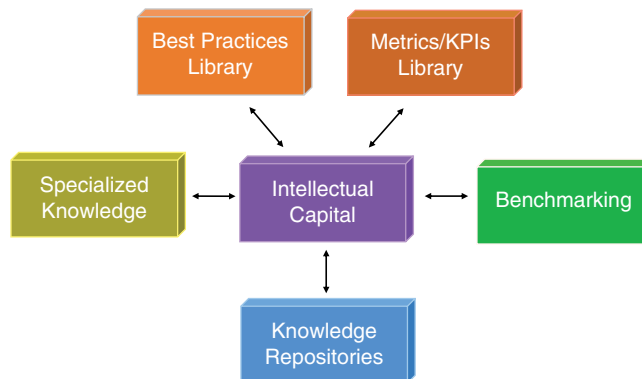 Best Practices
Library
Metrics/KPIs
Library
Specialized
Knowledge
Intellectual
Capital
Benchmarking
Knowledge
Repositories